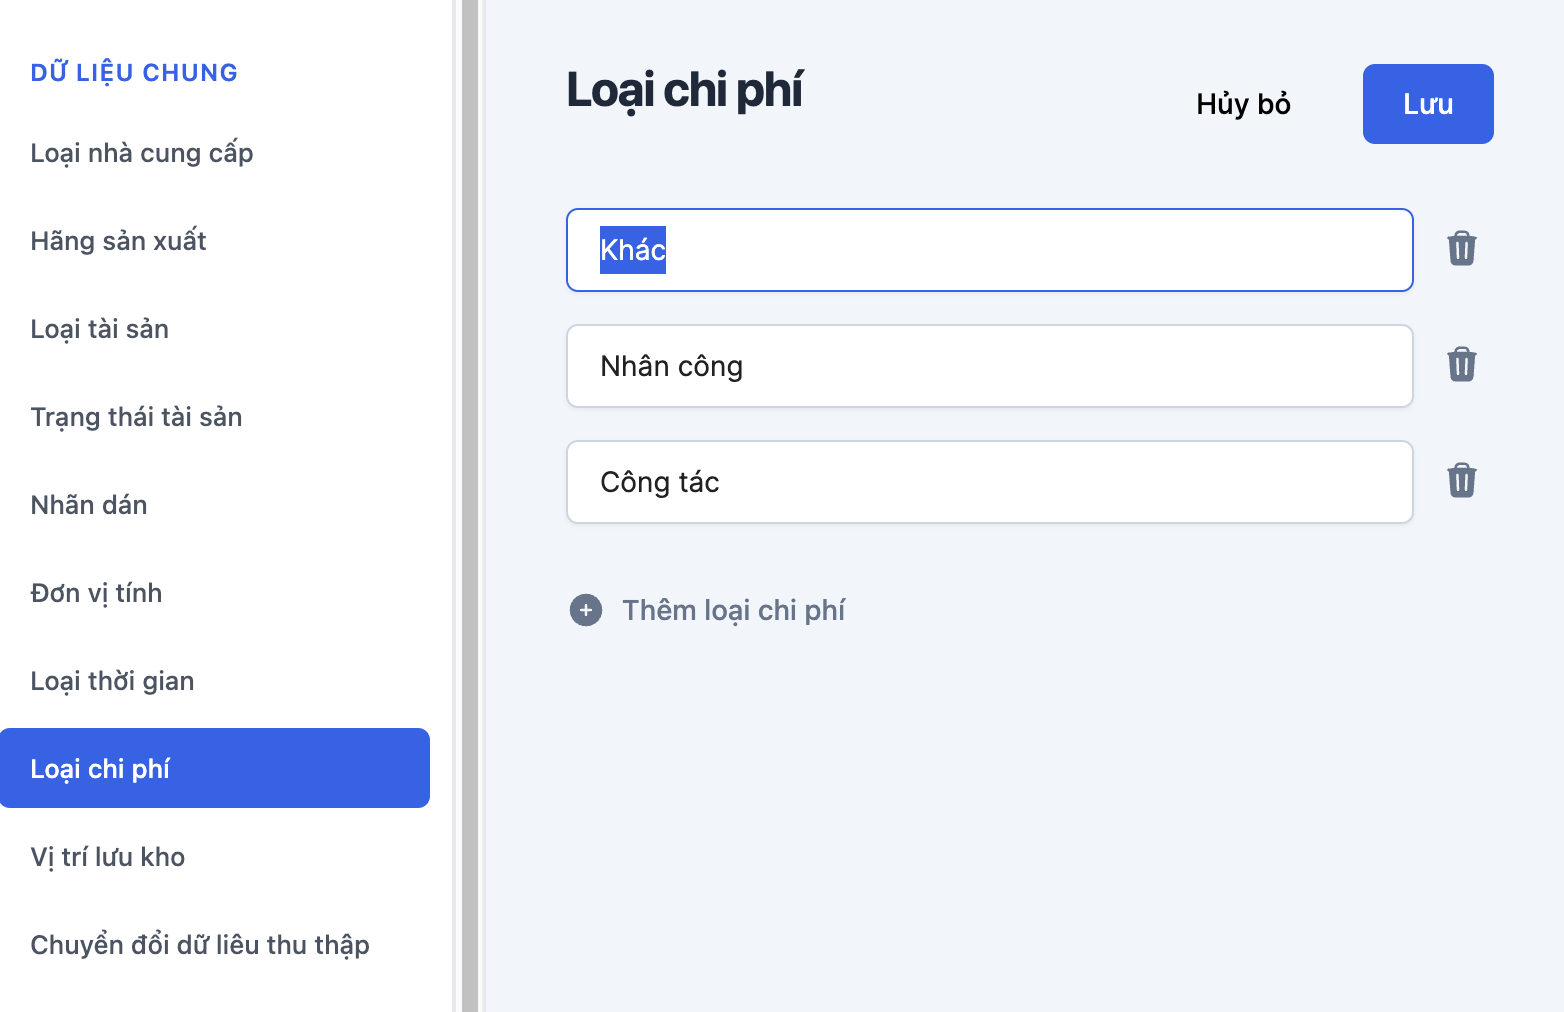 DỮ LIỆU CHUNG
Loại nhà cung cấp
Hãng sản xuất
Loại tài sản
Trạng thái tài sản
Nhãn dán
Đơn vị tính
Loại thời gian
Loại chi phí
Vị trí lưu kho
Chuyển đổi dữ liêu thu thập
Loại chi phí
Hủy bỏ
Lưu
Khác
Nhân công
Công tác
Thêm loại chi phí